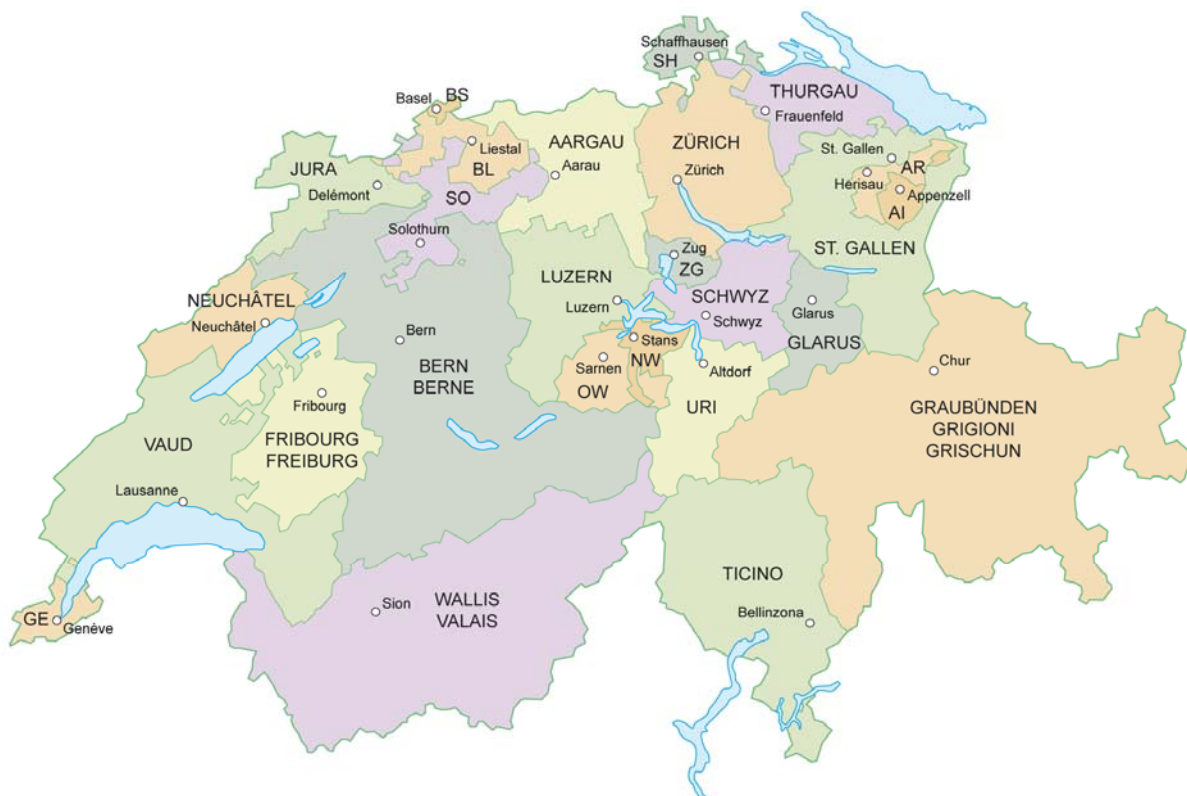 Schaffhausen
SH
THURGAU
Frauenfeld
BS
Basel
Liestal
BL
AARGAU
Aarau
ZÜRICH
Zürich
St. Gallen
AR
Herisau
Appenzell
AI
ST. GALLEN
JURA
Delémont
SO
Solothurn
Zug
ZG
LUZERN
Luzern
SCHWYZ
Schwyz
Glarus
GLARUS
NEUCHÂTEL
Neuchâtel
Bern
BERN
BERNE
Stans
NW
Sarnen
OW
Altdorf
URI
Chur
GRAUBÜNDEN
GRIGIONI
GRISCHUN
Fribourg
FRIBOURG
FREIBURG
VAUD
Lausanne
TICINO
Bellinzona
WALLIS
VALAIS
Sion
GE
Genêve